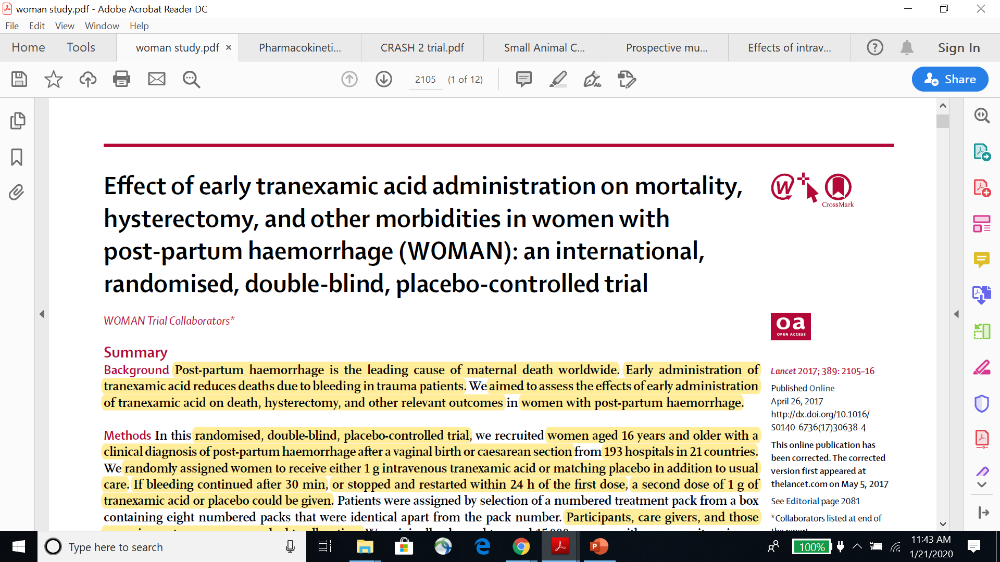 woman study.pdf - Adobe Acrobat Reader DC
File Edit View Window Help
Home Tools woman study.pdf × Pharmacokineti... CRASH 2 trial.pdf Small Animal C... Prospective mu... Effects of intrav... Sign In
2105 (1 of 12) Share
Effect of early tranexamic acid administration on mortality,
hysterectomy, and other morbidities in women with
post-partum haemorrhage (WOMAN): an international,
randomised, double-blind, placebo-controlled trial
W
CrossMark
WOMAN Trial Collaborators*
oa
OPEN ACCESS
Summary
Background Post-partum haemorrhage is the leading cause of maternal death worldwide. Early administration of
tranexamic acid reduces deaths due to bleeding in trauma patients. We aimed to assess the effects of early administration
of tranexamic acid on death, hysterectomy, and other relevant outcomes in women with post-partum haemorrhage.
Methods In this randomised, double-blind, placebo-controlled trial, we recruited women aged 16 years and older with a
clinical diagnosis of post-partum haemorrhage after a vaginal birth or caesarean section from 193 hospitals in 21 countries.
We randomly assigned women to receive either 1 g intravenous tranexamic acid or matching placebo in addition to usual
care. If bleeding continued after 30 min, or stopped and restarted within 24 h of the first dose, a second dose of 1 g of
tranexamic acid or placebo could be given. Patients were assigned by selection of a numbered treatment pack from a box
containing eight numbered packs that were identical apart from the pack number. Participants, care givers, and those
Lancet 2017; 389: 2105–16
Published Online
April 26, 2017
http://dx.doi.org/10.1016/
S0140-6736(17)30638-4
This online publication has
been corrected. The corrected
version first appeared at
thelancet.com on May 5, 2017
See Editorial page 2081
*Collaborators listed at end of
Type here to search
100%
11:43 AM
1/21/2020